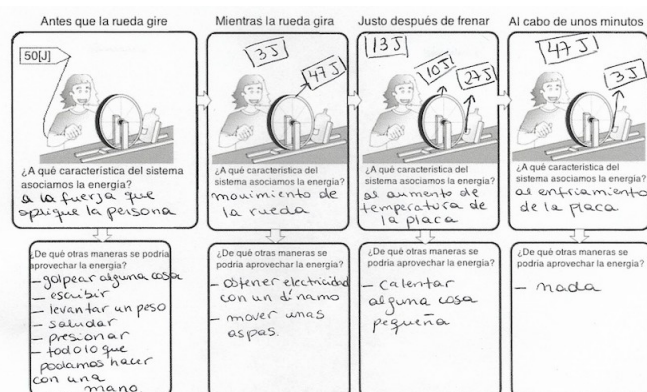 Antes que la rueda gire
50[J]
¿A qué característica del sistema
asociamos la energía?
a la fuerza que
aplique la persona
¿De qué otras maneras se podría
aprovechar la energía?
- golpear alguna cosa
- escribir
- levantar un peso
- saludar
- presionar
- todo lo que
podamos hacer
con una
mano.
Mientras la rueda gira
3J
47J
¿A qué característica del
sistema asociamos la energía?
mouimiento de
la rueda
¿De qué otras maneras se
podría aprovechar la energía?
- obtener electricidad
con un dínamo
- mover unas
aspas.
Justo después de frenar
13J
10J
27J
¿A qué característica del
sistema asociamos la energía?
al aumento de
temperatura de
la placa
¿De qué otras maneras se
podría aprovechar la energía?
- calentar
alguna cosa
pequeña
Al cabo de unos minutos
47J
3J
¿A qué característica del
sistema asociamos la energía?
al enfriamiento
de la placa
¿De qué otras maneras se
podría aprovechar la energía?
- nada